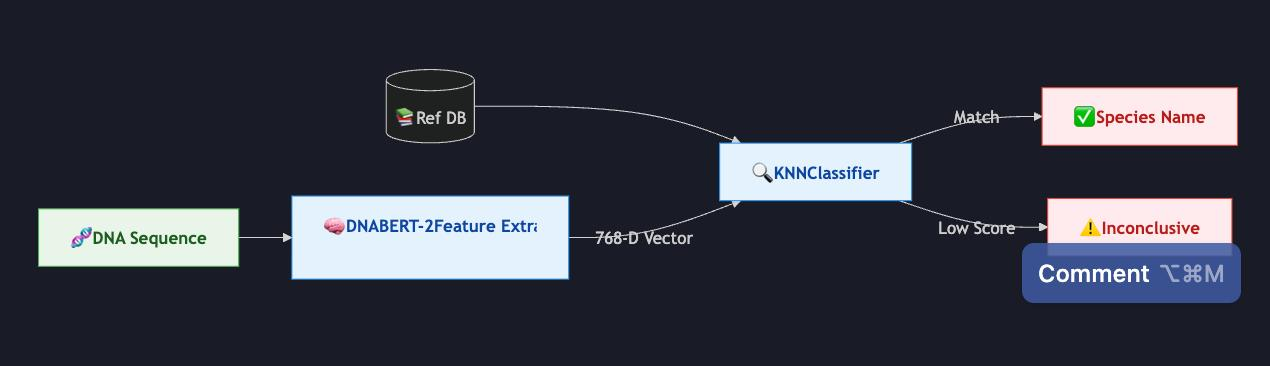 📚Ref DB
🧬DNA Sequence
🧠DNABERT-2Feature Extra
768-D Vector
🔍KNNClassifier
Match
✅Species Name
Low Score
⚠️Inconclusive
Comment ⌥⌘M